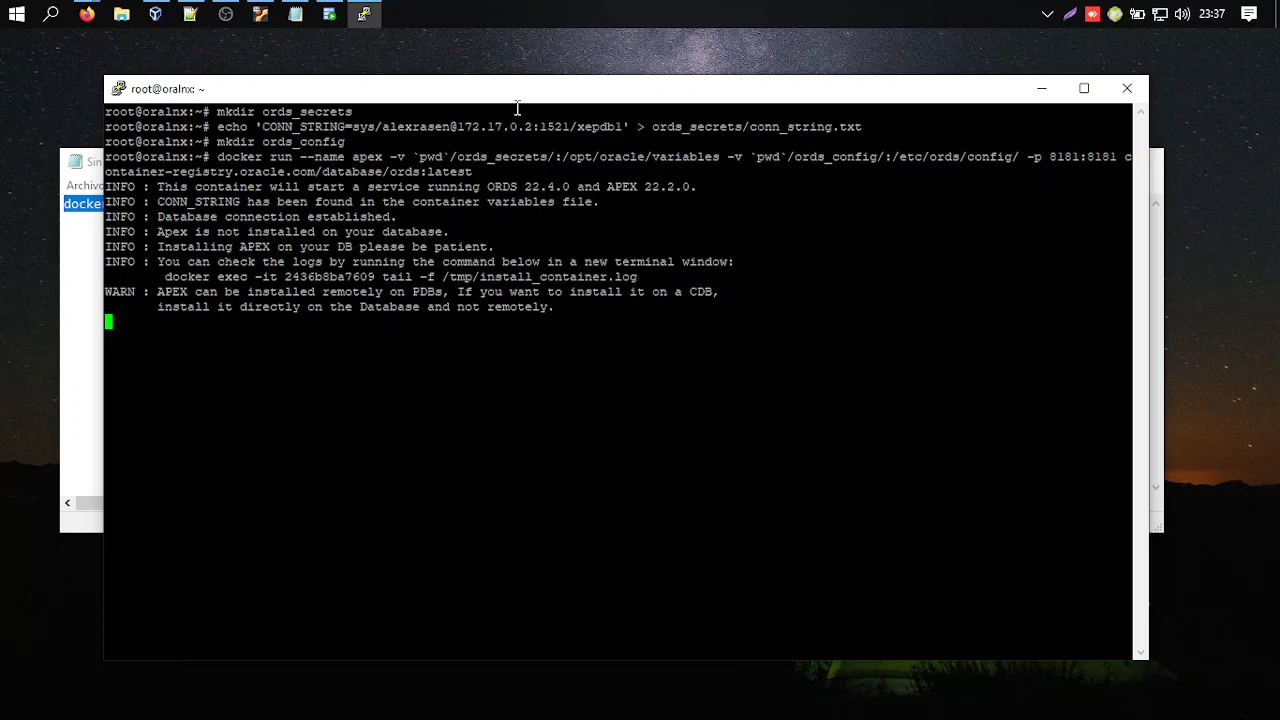 23:37
root@oralnx: ~
root@oralnx:~# mkdir ords_secrets
root@oralnx:~# echo 'CONN_STRING=sys/alexrasen@172.17.0.2:1521/xepdb1' > ords_secrets/conn_string.txt
root@oralnx:~# mkdir ords_config
root@oralnx:~# docker run --name apex -v `pwd`/ords_secrets/:/opt/oracle/variables -v `pwd`/ords_config/:/etc/ords/config/ -p 8181:8181 c
ontainer-registry.oracle.com/database/ords:latest
INFO : This container will start a service running ORDS 22.4.0 and APEX 22.2.0.
INFO : CONN_STRING has been found in the container variables file.
INFO : Database connection established.
INFO : Apex is not installed on your database.
INFO : Installing APEX on your DB please be patient.
INFO : You can check the logs by running the command below in a new terminal window:
docker exec -it 2436b8ba7609 tail -f /tmp/install_container.log
WARN : APEX can be installed remotely on PDBs, If you want to install it on a CDB,
install it directly on the Database and not remotely.
Sin
Archivo
docker